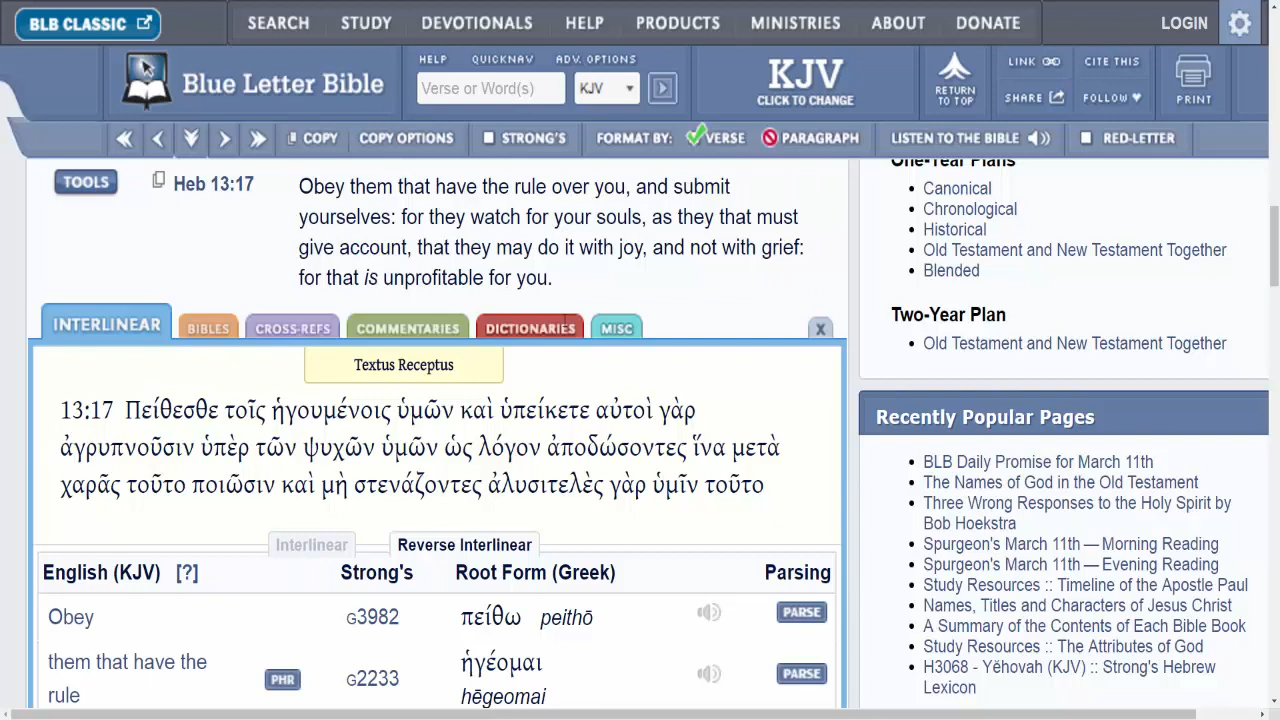 BLB CLASSIC
SEARCH STUDY DEVOTIONALS HELP PRODUCTS MINISTRIES ABOUT DONATE LOGIN
Blue Letter Bible
HELP QUICKNAV ADV. OPTIONS
Verse or Word(s) KJV
KJV
CLICK TO CHANGE
RETURN
TO TOP
LINK CITE THIS
SHARE FOLLOW ♥
PRINT
COPY COPY OPTIONS STRONG'S FORMAT BY: VERSE PARAGRAPH LISTEN TO THE BIBLE RED-LETTER
TOOLS Heb 13:17
Obey them that have the rule over you, and submit
yourselves: for they watch for your souls, as they that must
give account, that they may do it with joy, and not with grief:
for that is unprofitable for you.
INTERLINEAR BIBLES CROSS-REFS COMMENTARIES DICTIONARIES MISC X
Textus Receptus
13:17 Πείθεσθε τοῖς ἡγουμένοις ὑμῶν καὶ ὑπείκετε αὐτοὶ γὰρ
ἀγρυπνοῦσιν ὑπὲρ τῶν ψυχῶν ὑμῶν ὡς λόγον ἀποδώσοντες ἵνα μετὰ
χαρᾶς τοῦτο ποιῶσιν καὶ μὴ στενάζοντες ἀλυσιτελὲς γὰρ ὑμῖν τοῦτο
Interlinear Reverse Interlinear
English (KJV) [?] Strong's Root Form (Greek) Parsing
Obey G3982 πείθω peithō PARSE
them that have the
rule
PHR G2233 ἡγέομαι
hēgeomai
PARSE
One-Year Plans
• Canonical
• Chronological
• Historical
• Old Testament and New Testament Together
• Blended
Two-Year Plan
• Old Testament and New Testament Together
Recently Popular Pages
• BLB Daily Promise for March 11th
• The Names of God in the Old Testament
• Three Wrong Responses to the Holy Spirit by
Bob Hoekstra
• Spurgeon's March 11th — Morning Reading
• Spurgeon's March 11th — Evening Reading
• Study Resources :: Timeline of the Apostle Paul
• Names, Titles and Characters of Jesus Christ
• A Summary of the Contents of Each Bible Book
• Study Resources :: The Attributes of God
• H3068 - Yĕhovah (KJV) :: Strong's Hebrew
Lexicon